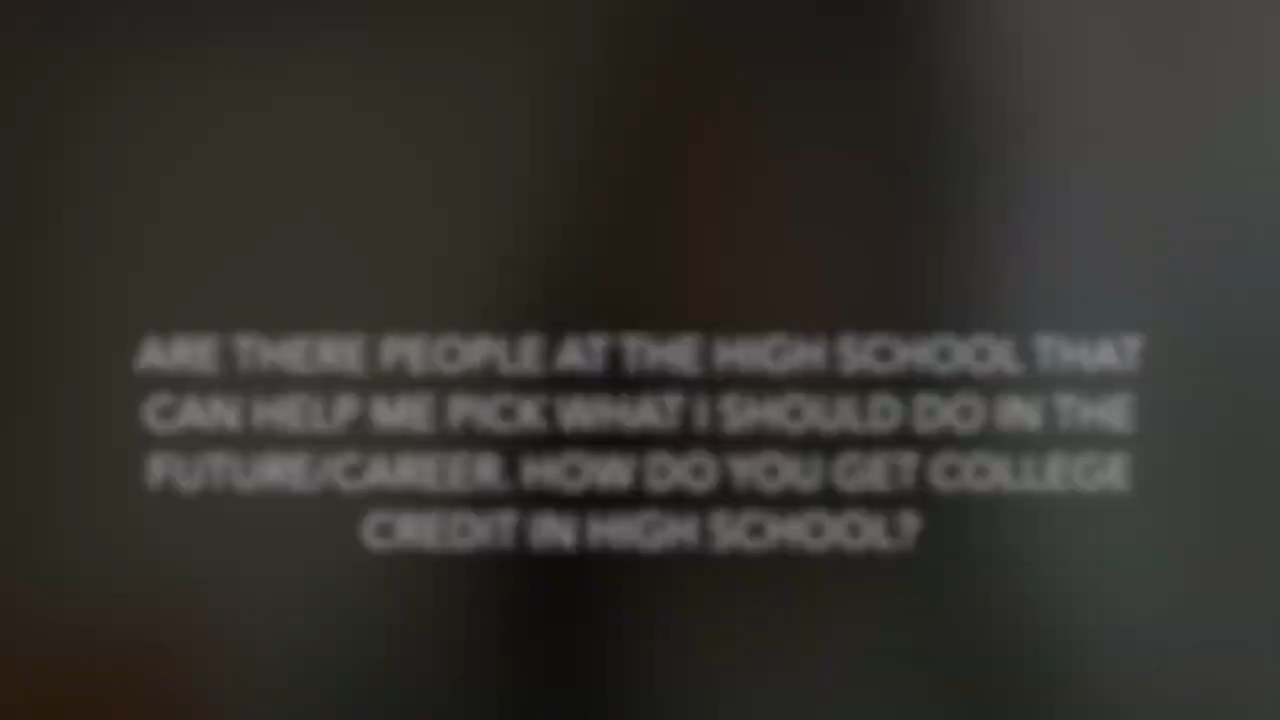 ARE THERE PEOPLE AT THE HIGH SCHOOL THAT
CAN HELP ME PICK WHAT I SHOULD DO IN THE
FUTURE/CAREER. HOW DO YOU GET COLLEGE
CREDIT IN HIGH SCHOOL?